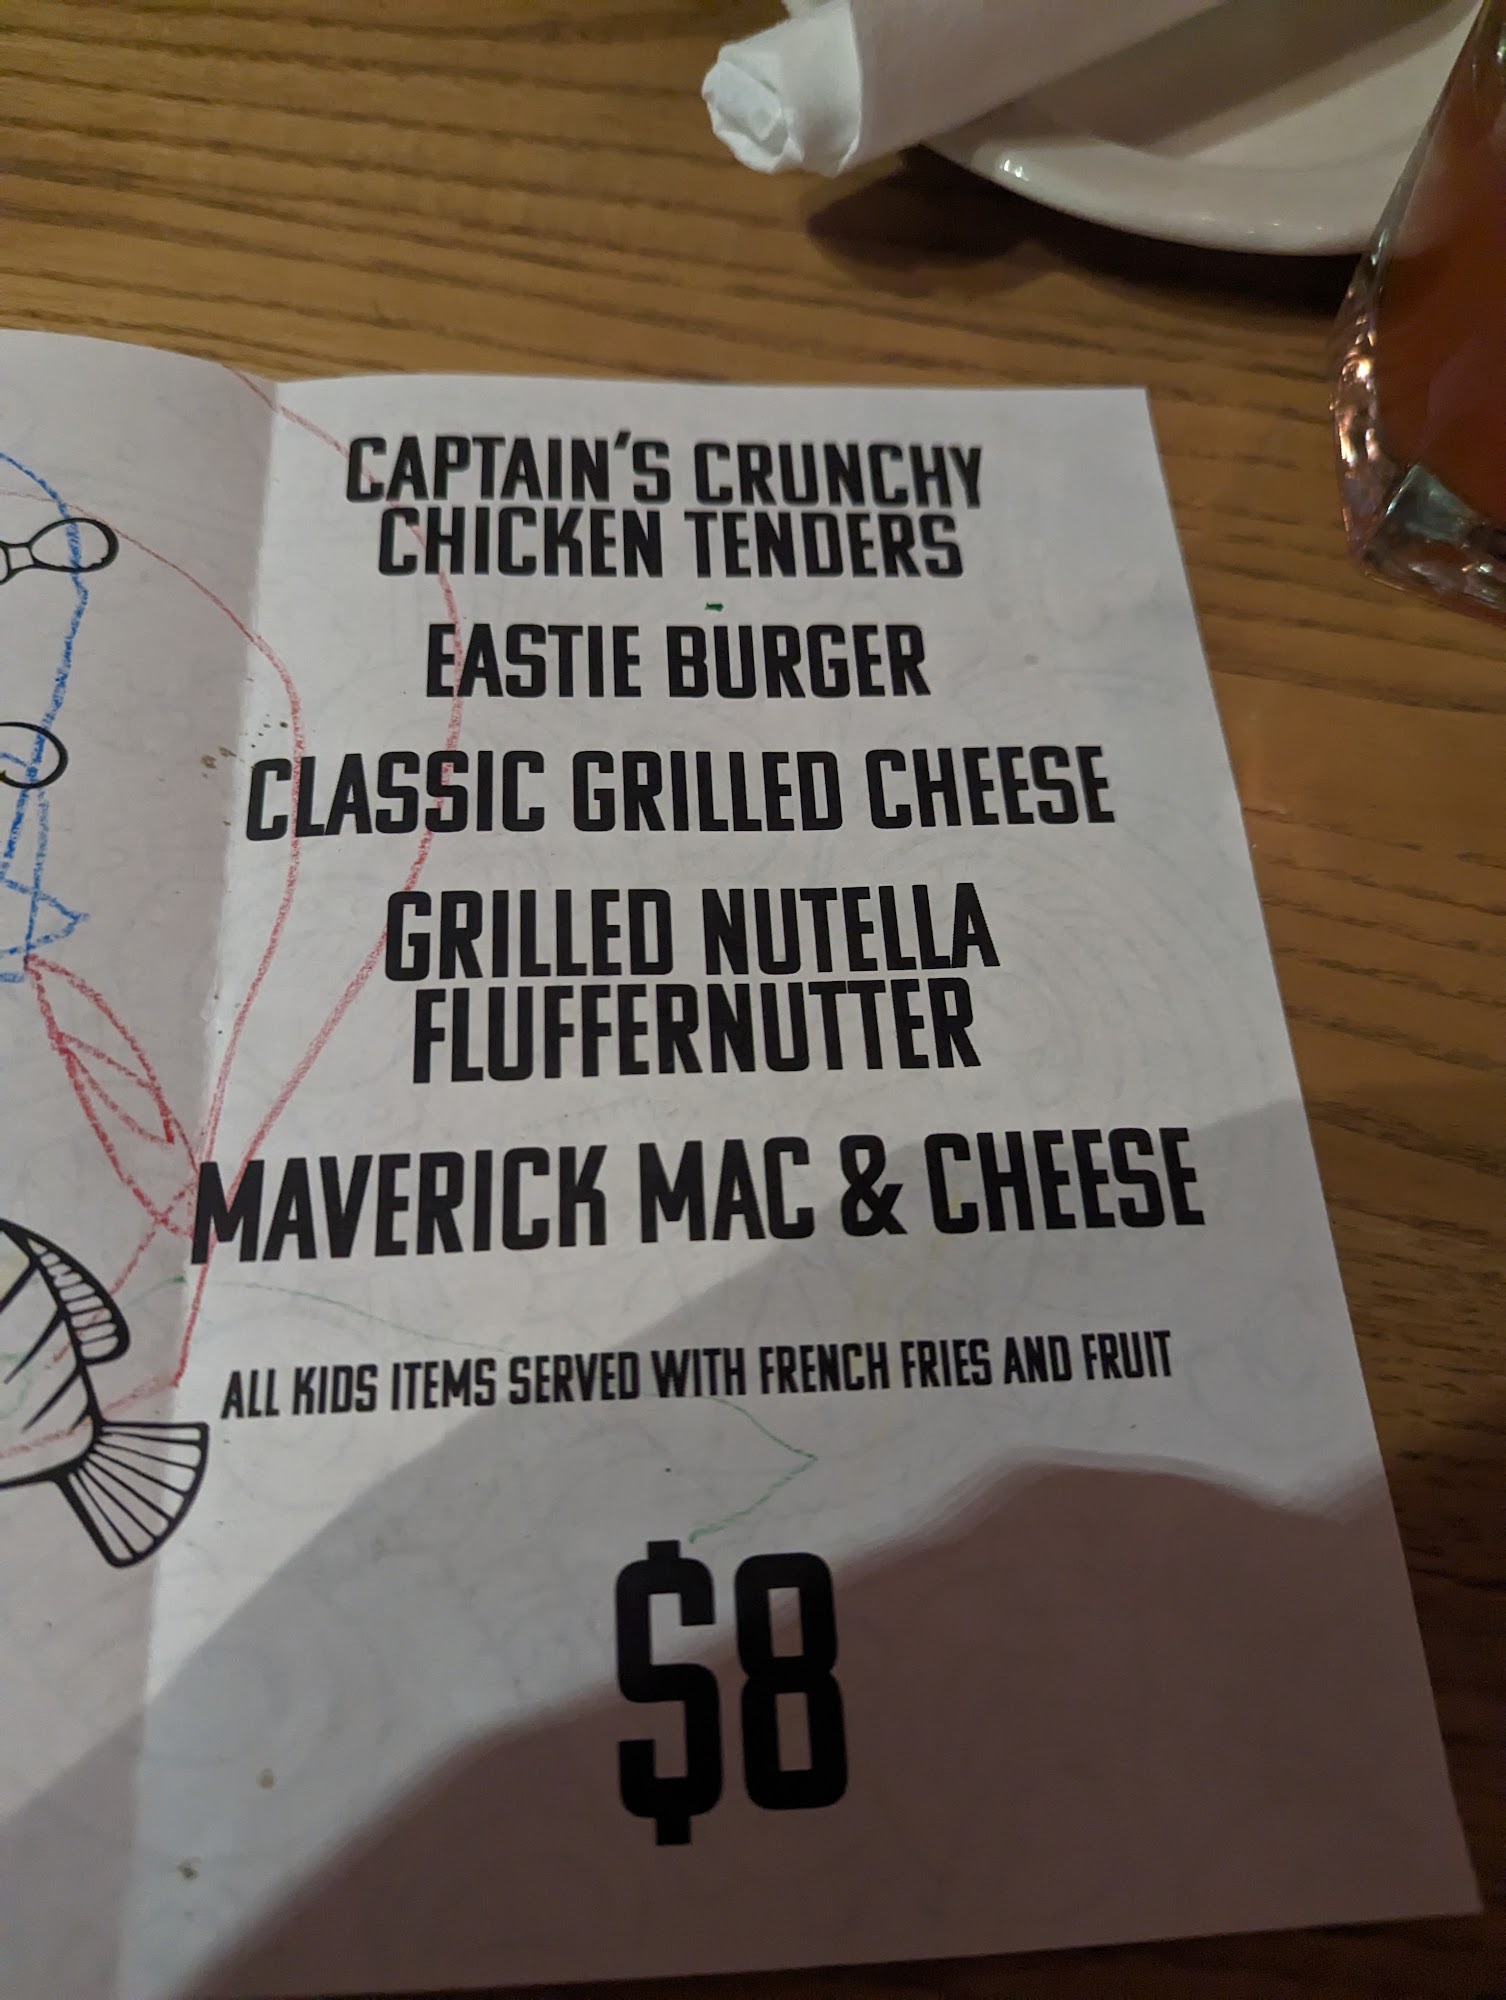 CAPTAIN'S CRUNCHY
CHICKEN TENDERS
EASTIE BURGER
CLASSIC GRILLED CHEESE
GRILLED NUTELLA
FLUFFERNUTTER
MAVERICK MAC & CHEESE
ALL KIDS ITEMS SERVED WITH FRENCH FRIES AND FRUIT
$8